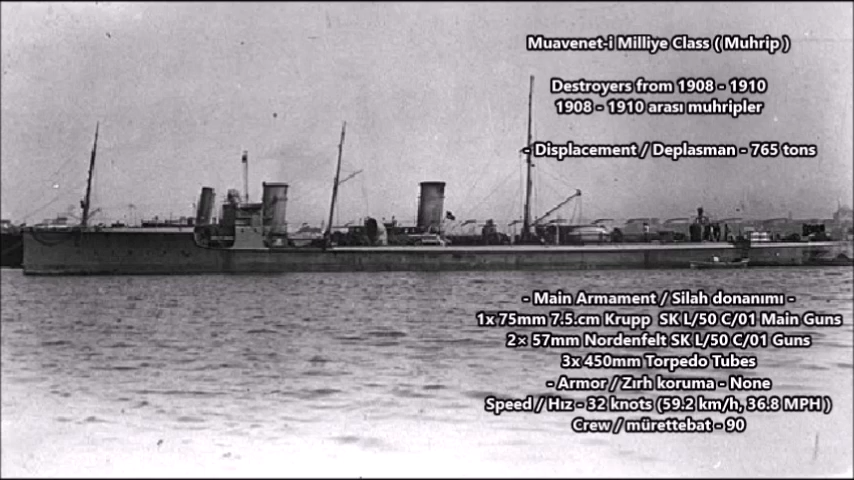 Muavenet-i Milliye Class ( Muhrip )
Destroyers from 1908 - 1910
1908 - 1910 arası muhripler
- Displacement / Deplasman - 765 tons
- Main Armament / Silah donanımı -
1x 75mm 7.5.cm Krupp SK L/50 C/01 Main Guns
2× 57mm Nordenfelt SK L/50 C/01 Guns
3x 450mm Torpedo Tubes
- Armor / Zırh koruma - None
Speed / Hız - 32 knots (59.2 km/h, 36.8 MPH )
Crew / mürettebat - 90